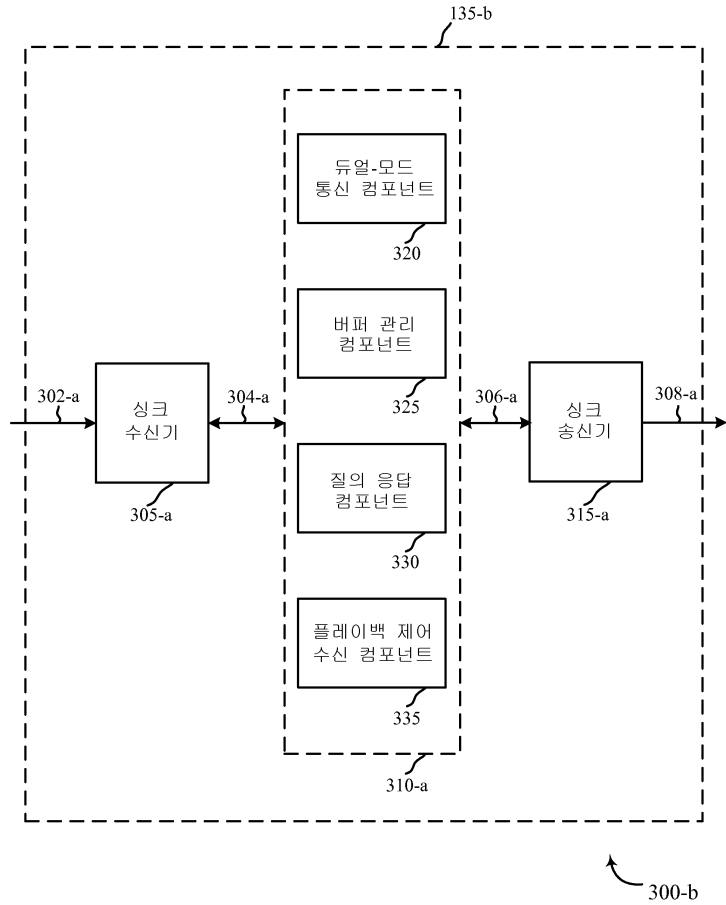 135-b
듀얼-모드
통신 컴포넌트
320
버퍼 관리
컴포넌트
325
302-a
싱크
수신기
305-a
304-a
306-a
싱크
송신기
315-a
308-a
질의 응답
컴포넌트
330
플레이백 제어
수신 컴포넌트
335
310-a
300-b